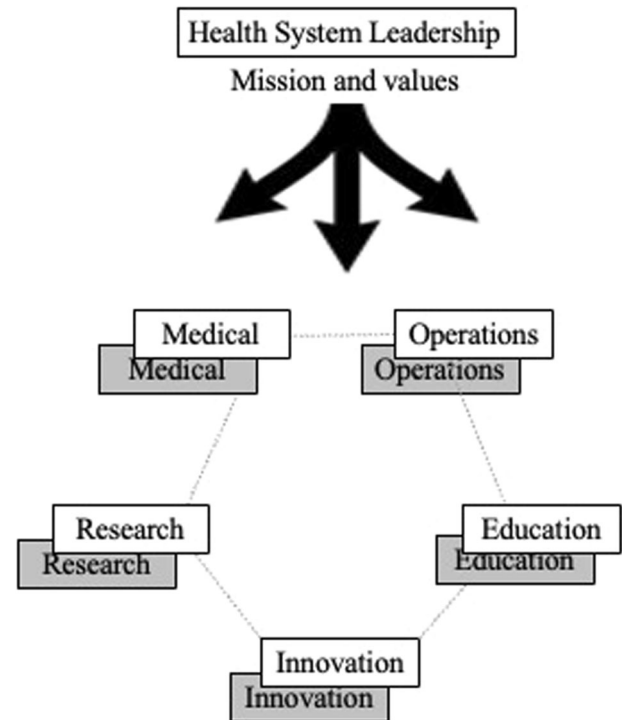 Health System Leadership
Mission and values
Medical
Operations
Medical
Operations
Research
Education
Research
Education
Innovation
Innovation